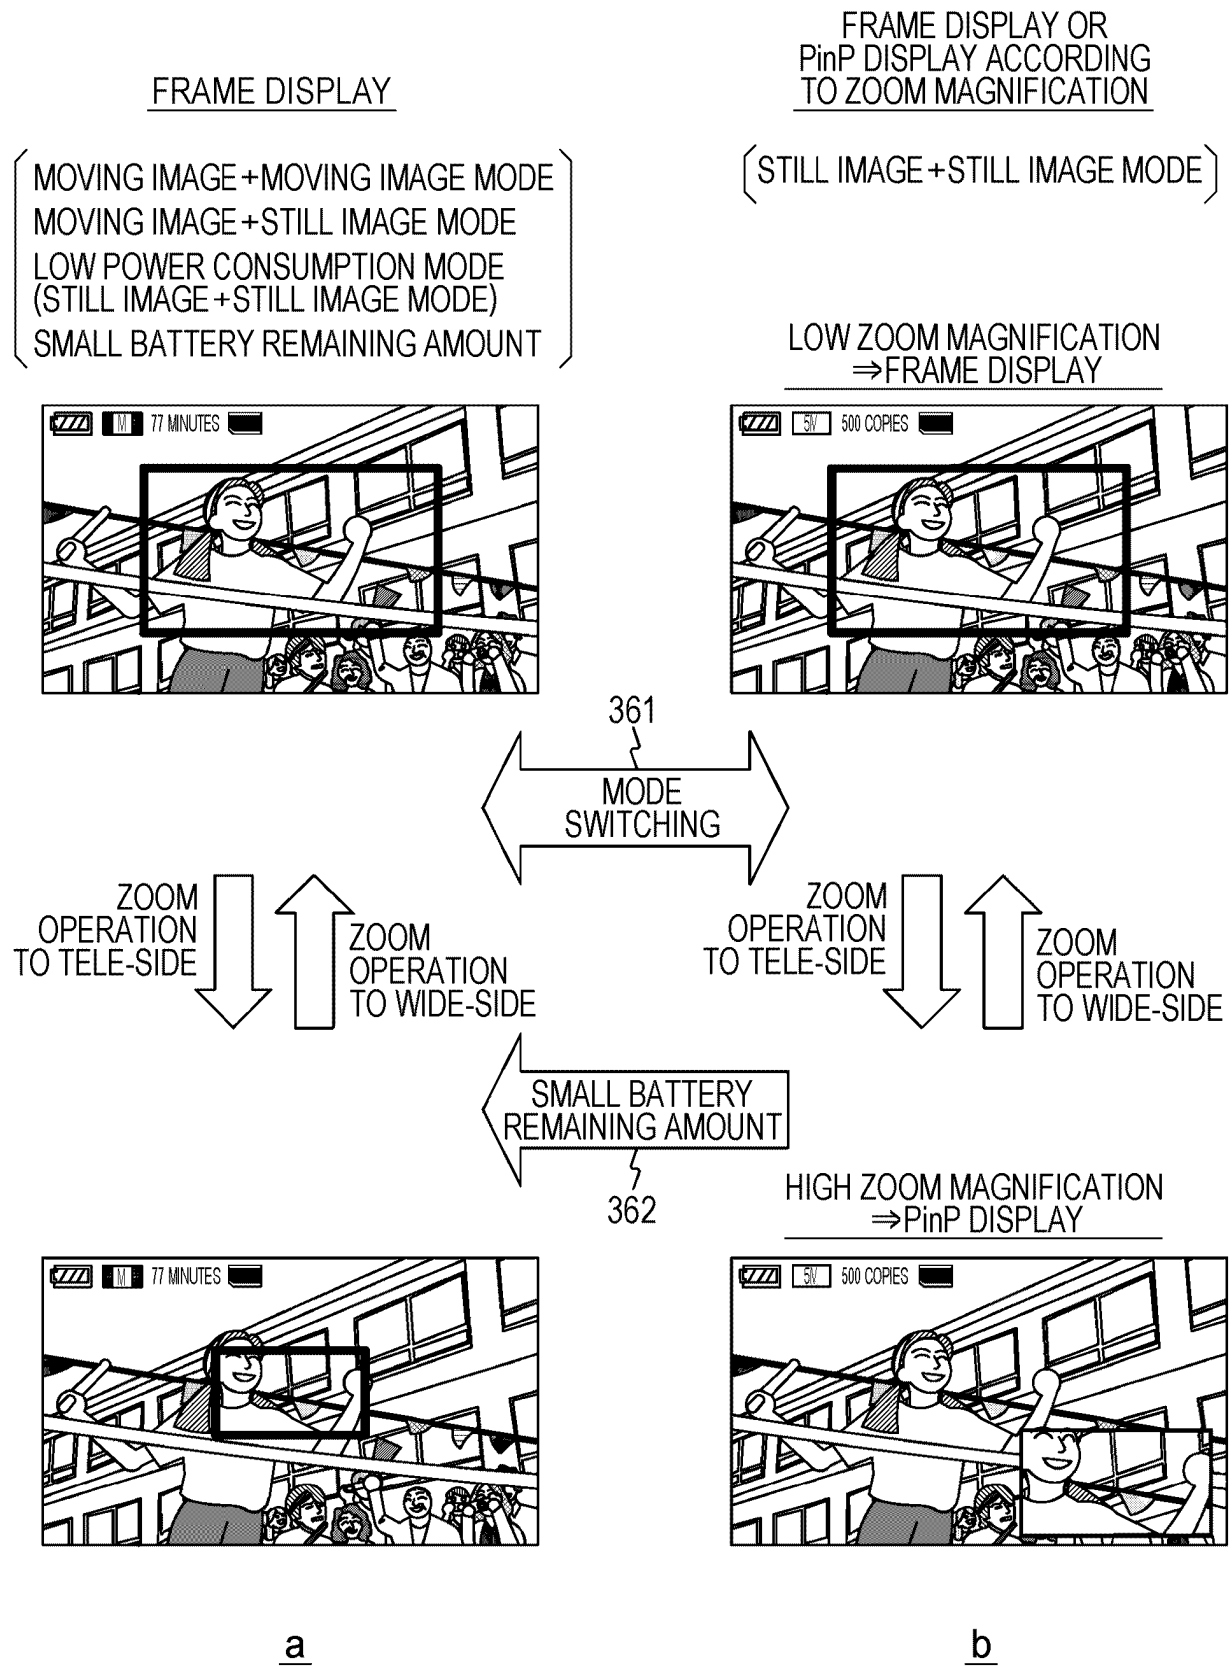 FRAME DISPLAY
MOVING IMAGE+MOVING IMAGE MODE
MOVING IMAGE+STILL IMAGE MODE
LOW POWER CONSUMPTION MODE
(STILL IMAGE+STILL IMAGE MODE)
SMALL BATTERY REMAINING AMOUNT
FRAME DISPLAY OR
PinP DISPLAY ACCORDING
TO ZOOM MAGNIFICATION
(STILL IMAGE+STILL IMAGE MODE)
LOW ZOOM MAGNIFICATION
⇒FRAME DISPLAY
M 77 MINUTES
500 COPIES
361
MODE
SWITCHING
ZOOM
OPERATION
TO TELE-SIDE
ZOOM
OPERATION
TO WIDE-SIDE
ZOOM
OPERATION
TO TELE-SIDE
ZOOM
OPERATION
TO WIDE-SIDE
SMALL BATTERY
REMAINING AMOUNT
362
HIGH ZOOM MAGNIFICATION
⇒PinP DISPLAY
M 77 MINUTES
500 COPIES
a
b